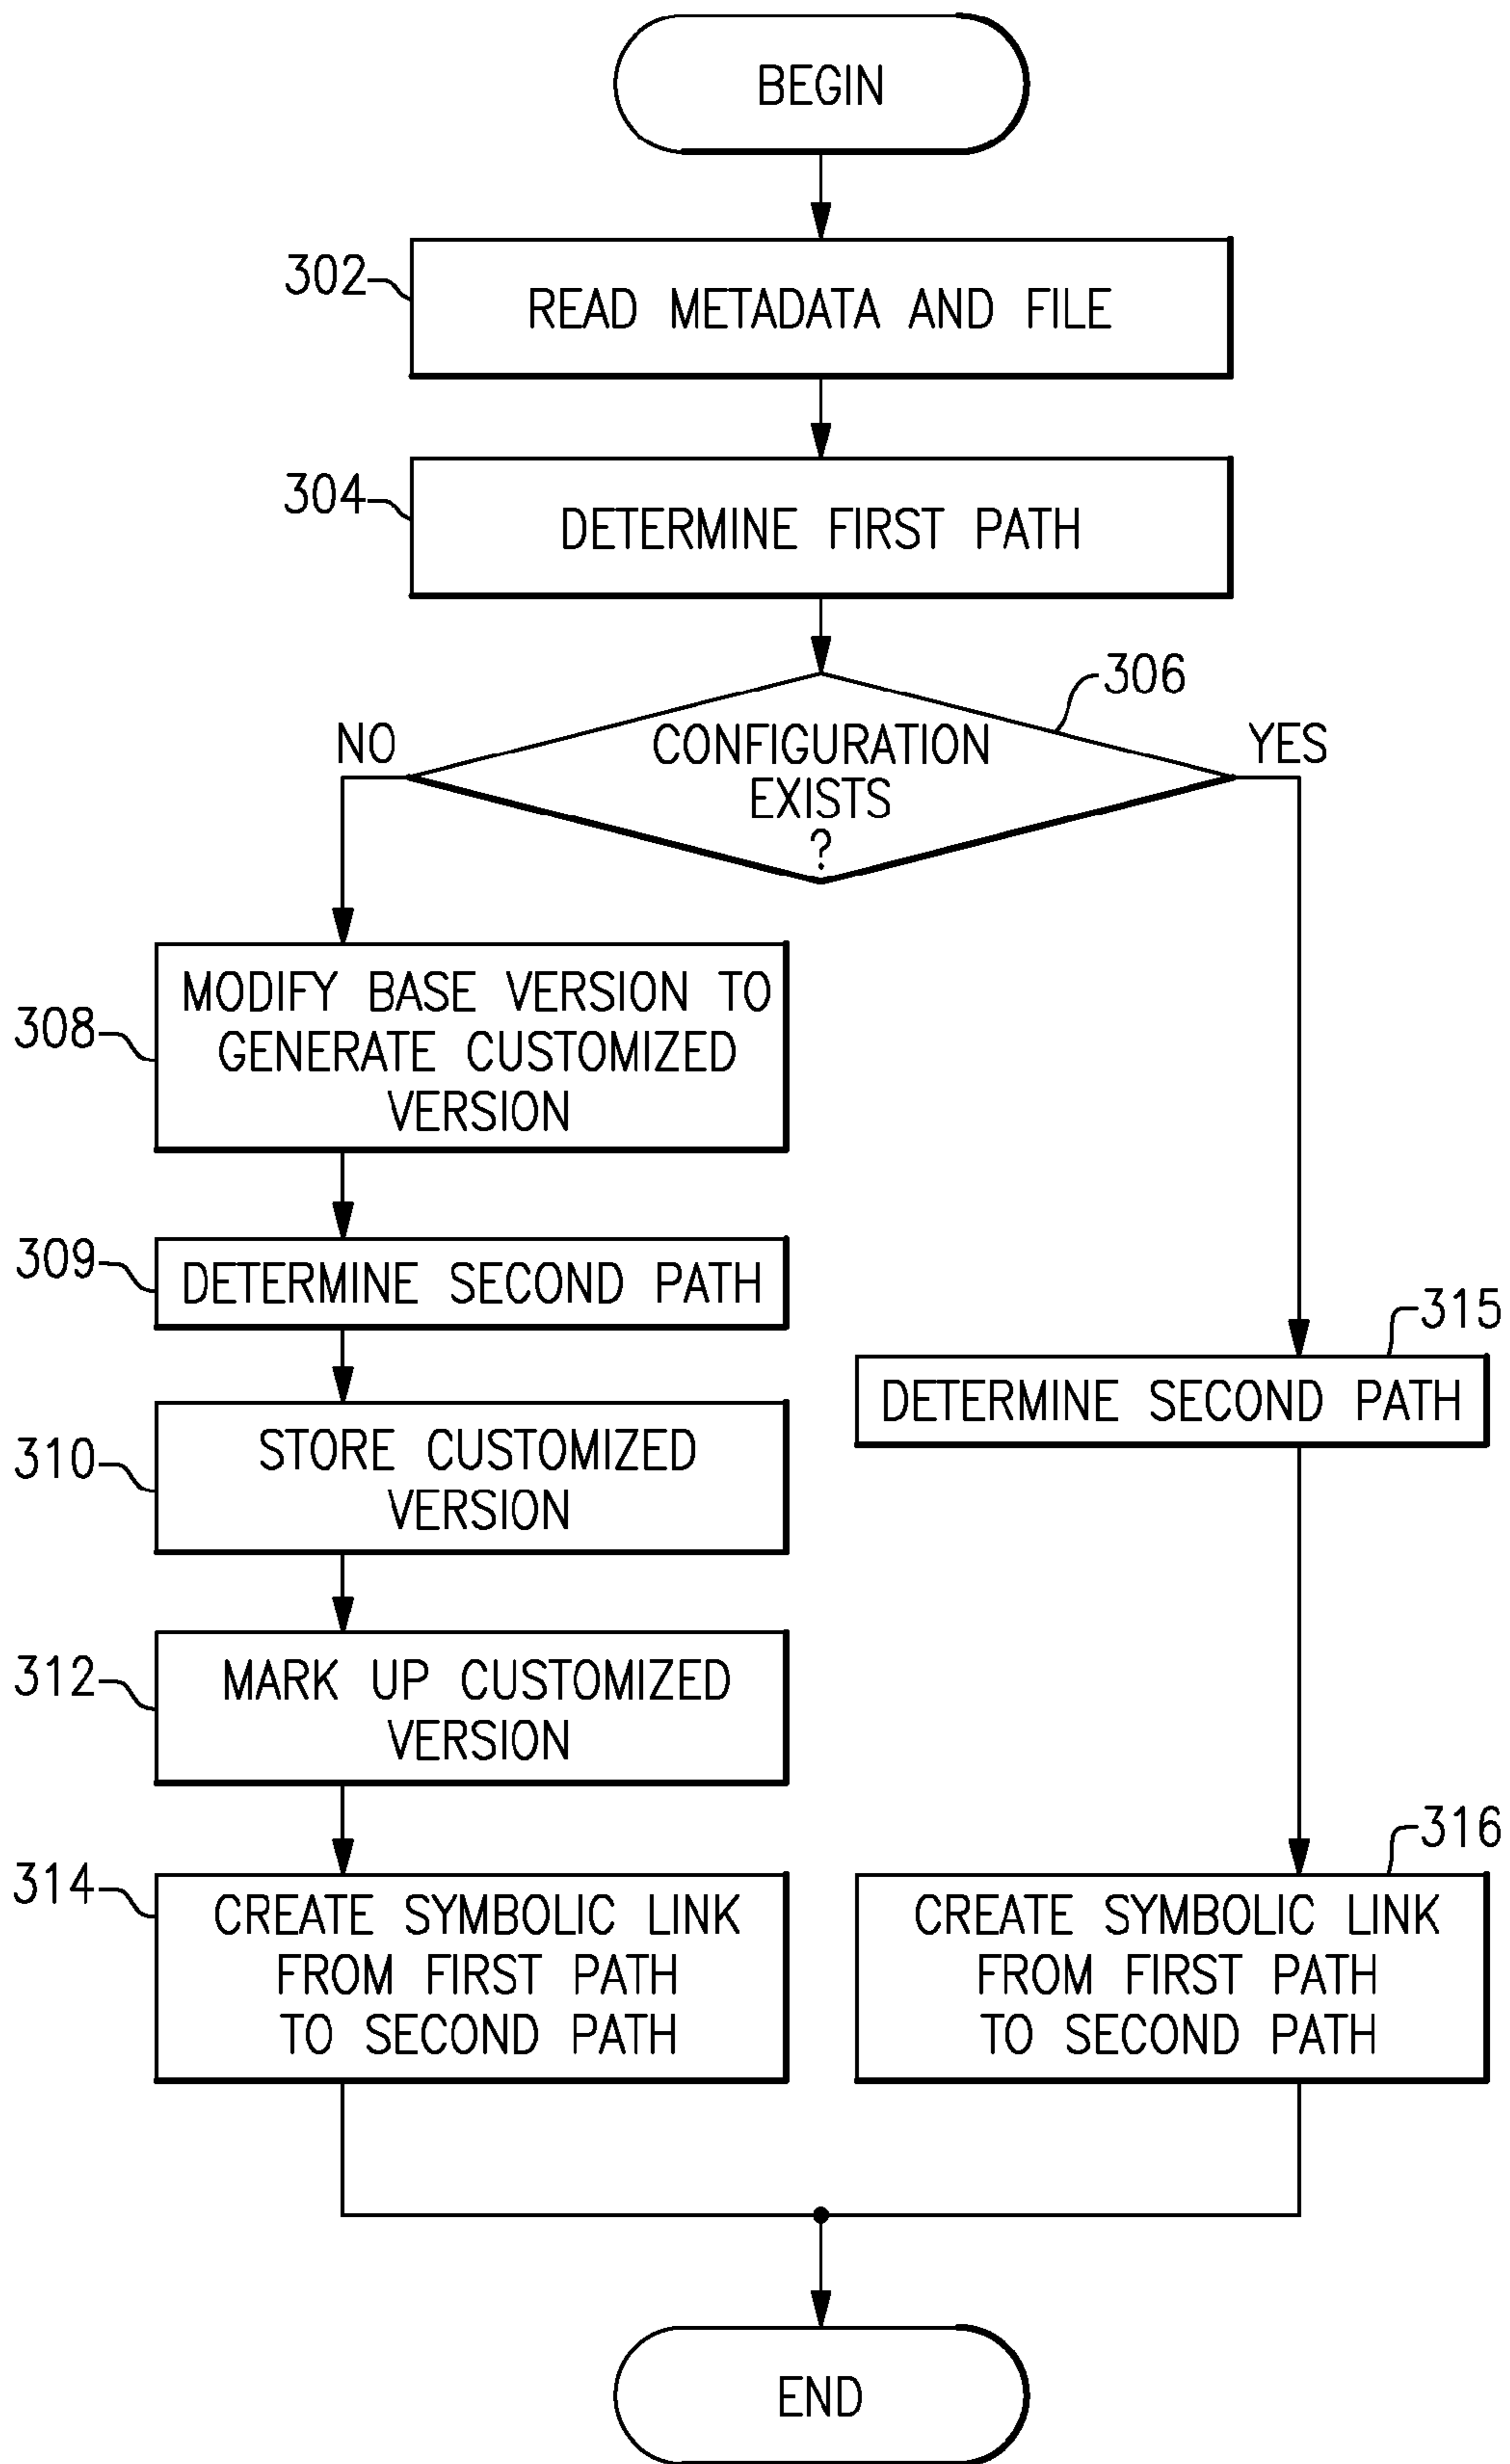 BEGIN
302
READ METADATA AND FILE
304
DETERMINE FIRST PATH
306
NO
CONFIGURATION
EXISTS
?
YES
308
MODIFY BASE VERSION TO
GENERATE CUSTOMIZED
VERSION
309
DETERMINE SECOND PATH
315
DETERMINE SECOND PATH
310
STORE CUSTOMIZED
VERSION
312
MARK UP CUSTOMIZED
VERSION
314
CREATE SYMBOLIC LINK
FROM FIRST PATH
TO SECOND PATH
316
CREATE SYMBOLIC LINK
FROM FIRST PATH
TO SECOND PATH
END